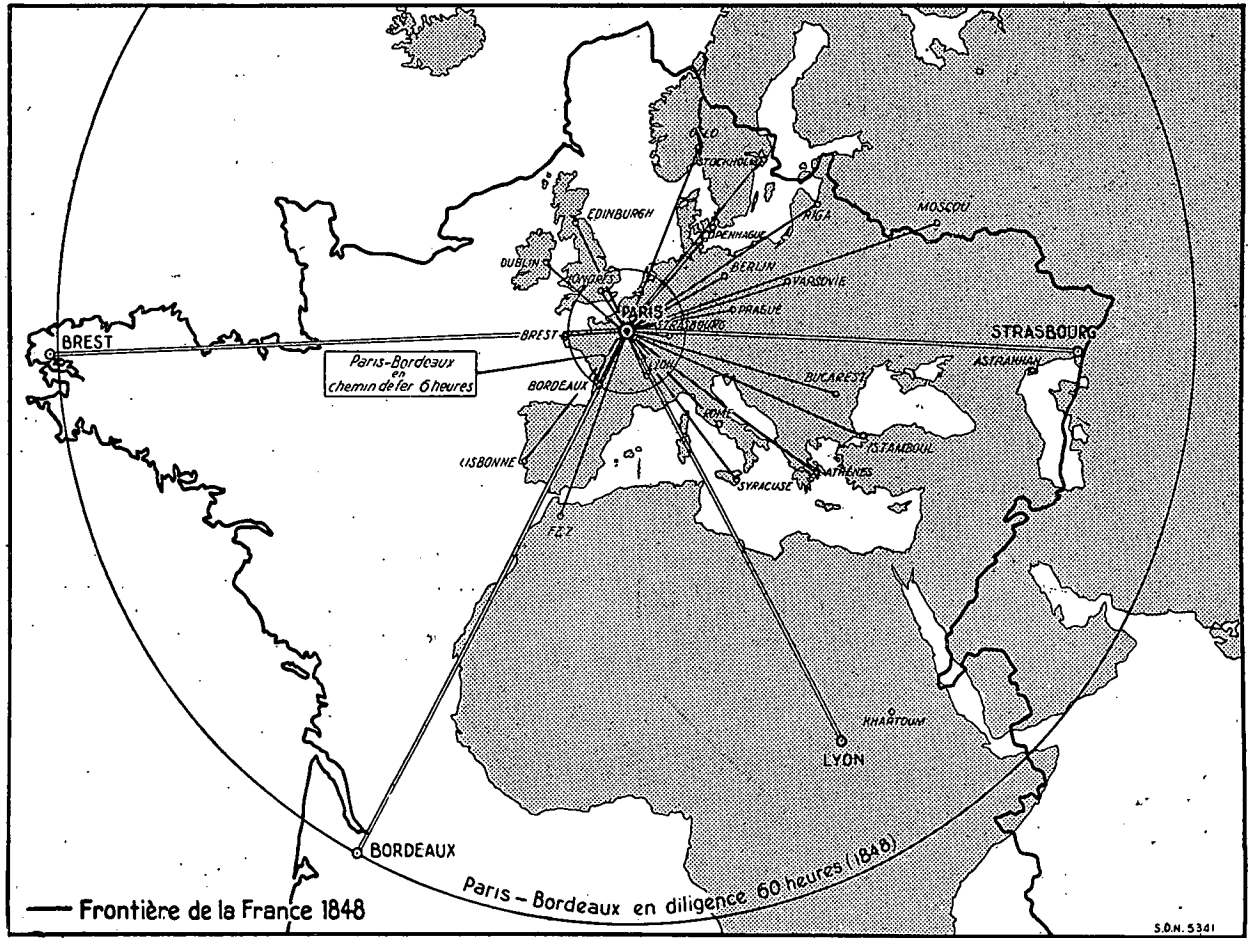 OSLO
STOCKHOLM
EDINBURGH
RIGA
MOSCOU
COPENHAGUE
DUBLIN
LONDRES
BERLIN
VARSOVIE
PARIS
PRAGUE
STRASBOURG
BREST
BREST
STRASBOURG
ASTRAKHAN
Paris-Bordeaux
en
chemin de fer 6 heures
LYON
BUCAREST
BORDEAUX
ROME
ISTAMBOUL
LISBONNE
ATHÈNES
SYRACUSE
FEZ
KHARTOUM
LYON
BORDEAUX
Paris - Bordeaux en diligence 60 heures (1848)
Frontière de la France 1848
S.D.N. 5341